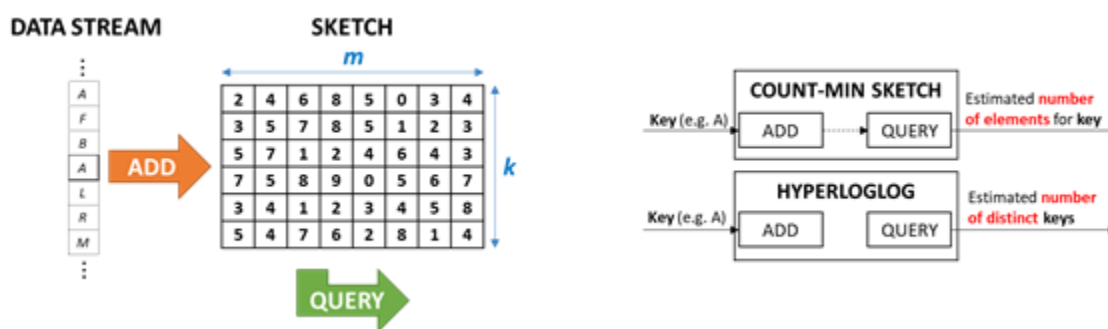 DATA STREAM
SKETCH
m
⋮
A
F
B
A
L
R
M
⋮
ADD
2 4 6 8 5 0 3 4
3 5 7 8 5 1 2 3
5 7 1 2 4 6 4 3
7 5 8 9 0 5 6 7
3 4 1 2 3 4 5 8
5 4 7 6 2 8 1 4
k
QUERY
COUNT-MIN SKETCH
Key (e.g. A)
ADD
QUERY
Estimated number
of elements for key
HYPERLOGLOG
Key (e.g. A)
ADD
QUERY
Estimated number
of distinct keys